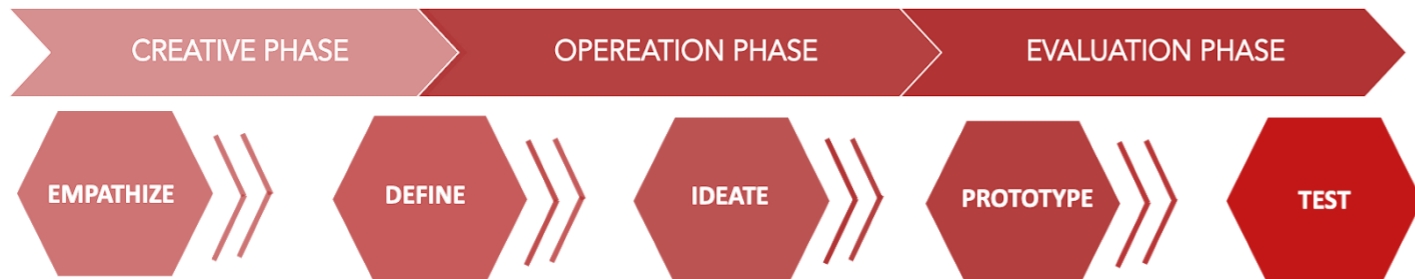 CREATIVE PHASE
OPEREATION PHASE
EVALUATION PHASE
EMPATHIZE
DEFINE
IDEATE
PROTOTYPE
TEST